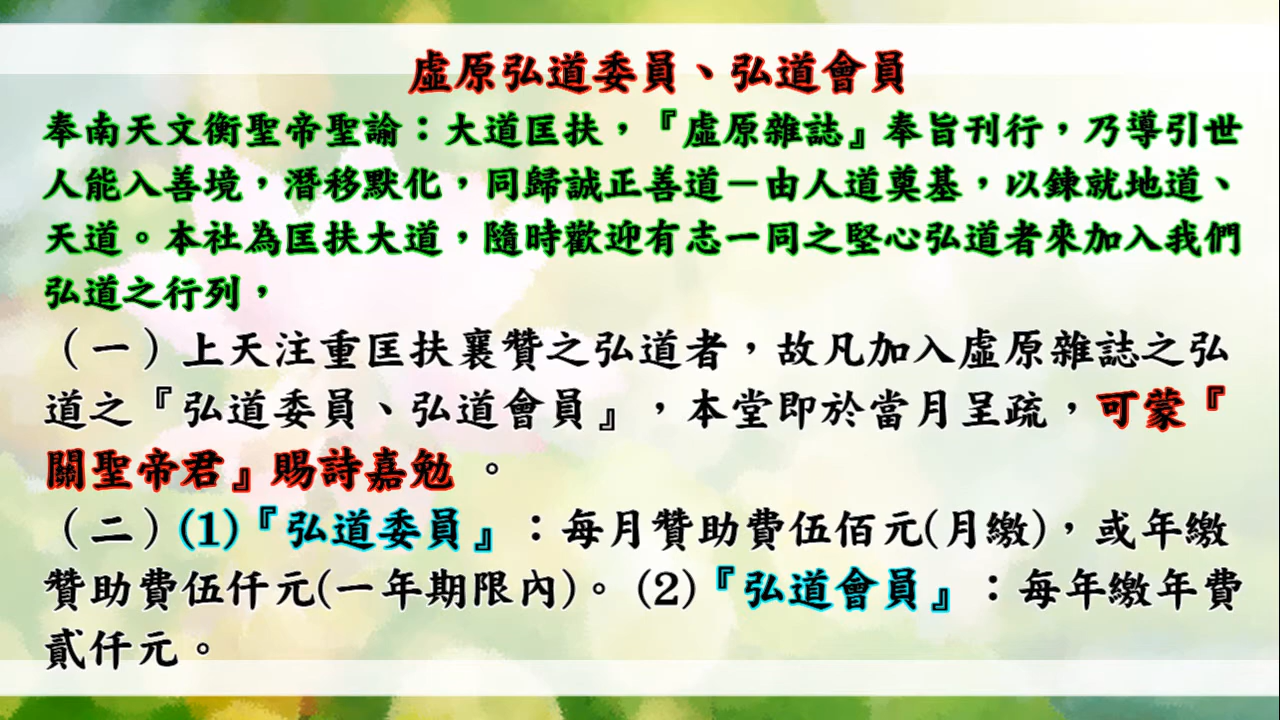 虛原弘道委員、弘道會員
奉南天文衡聖帝聖諭：大道匡扶，『虛原雜誌』奉旨刊行，乃導引世
人能入善境，潛移默化，同歸誠正善道－由人道奠基，以鍊就地道、
天道。本社為匡扶大道，隨時歡迎有志一同之堅心弘道者來加入我們
弘道之行列，
（一）上天注重匡扶襄贊之弘道者，故凡加入虛原雜誌之弘
道之『弘道委員、弘道會員』，本堂即於當月呈疏，可蒙『
關聖帝君』賜詩嘉勉 。
（二）(1)『弘道委員』：每月贊助費伍佰元(月繳)，或年繳
贊助費伍仟元(一年期限內)。 (2)『弘道會員』：每年繳年費
貳仟元。